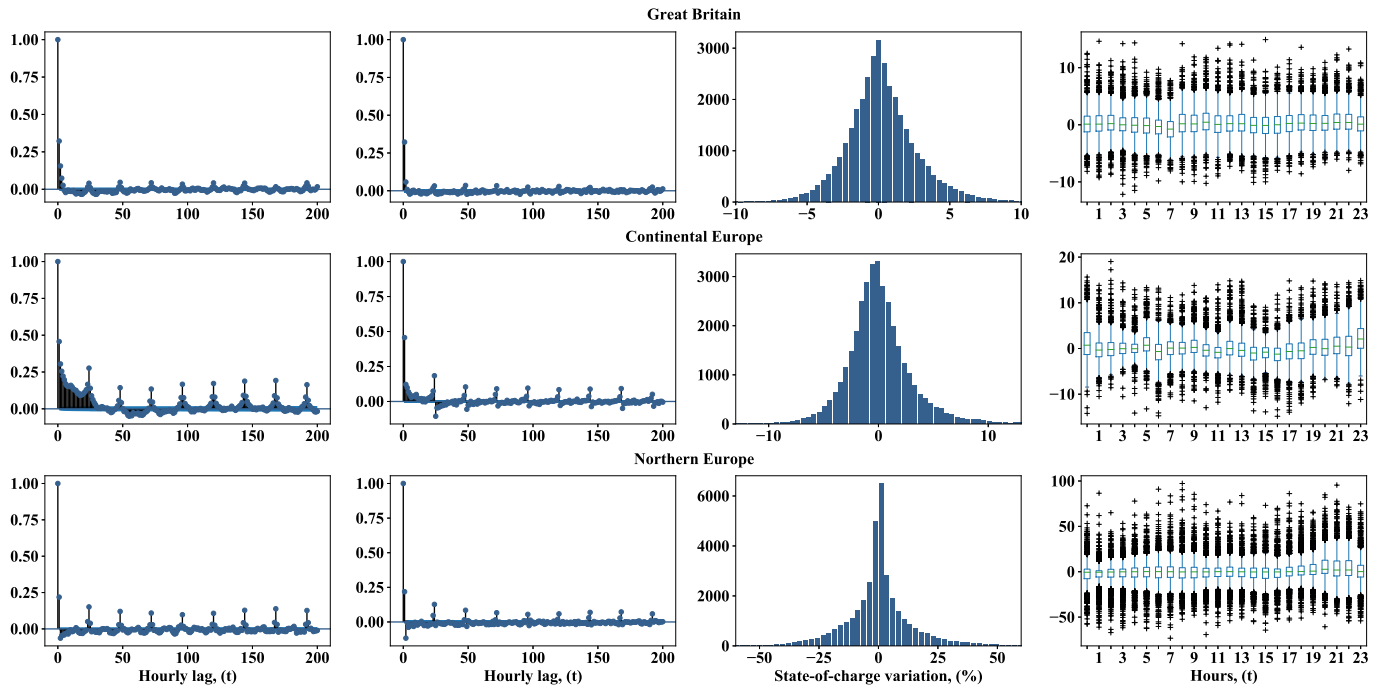 Great Britain
1.00
0.75
0.50
0.25
0.00
0 50 100 150 200
1.00
0.75
0.50
0.25
0.00
0 50 100 150 200
3000
2000
1000
0
−10 −5 0 5 10
10
0
−10
1 3 5 7 9 11 13 15 17 19 21 23
Continental Europe
1.00
0.75
0.50
0.25
0.00
0 50 100 150 200
1.00
0.75
0.50
0.25
0.00
0 50 100 150 200
3000
2000
1000
0
−10 0 10
20
10
0
−10
1 3 5 7 9 11 13 15 17 19 21 23
Northern Europe
1.00
0.75
0.50
0.25
0.00
0 50 100 150 200
Hourly lag, (t)
1.00
0.75
0.50
0.25
0.00
0 50 100 150 200
Hourly lag, (t)
6000
4000
2000
0
−50 −25 0 25 50
State-of-charge variation, (%)
100
50
0
−50
1 3 5 7 9 11 13 15 17 19 21 23
Hours, (t)